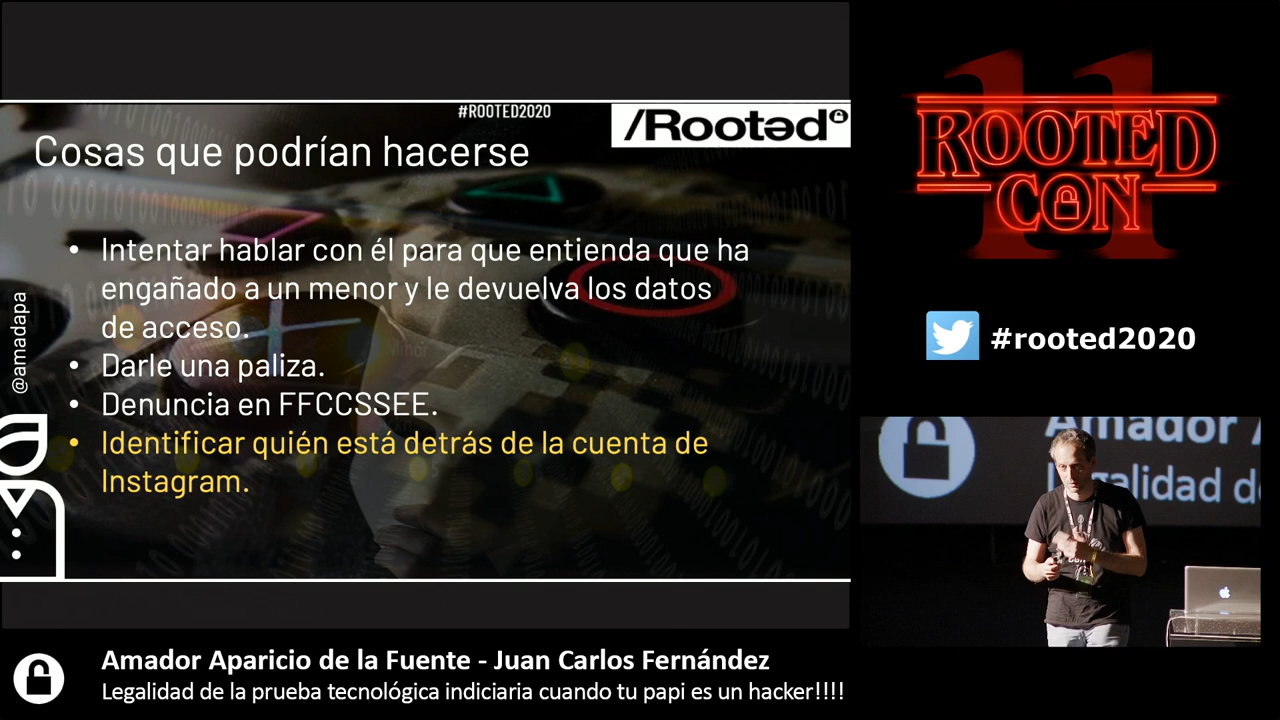 #ROOTED2020
/Rooted
Cosas que podrían hacerse
• Intentar hablar con él para que entienda que ha
engañado a un menor y le devuelva los datos
de acceso.
• Darle una paliza.
• Denuncia en FFCCSSEE.
• Identificar quién está detrás de la cuenta de
Instagram.
@amadapa
11
ROOTED
CON
#rooted2020
Amador A
Legalidad de
Amador Aparicio de la Fuente - Juan Carlos Fernández
Legalidad de la prueba tecnológica indiciaria cuando tu papi es un hacker!!!!